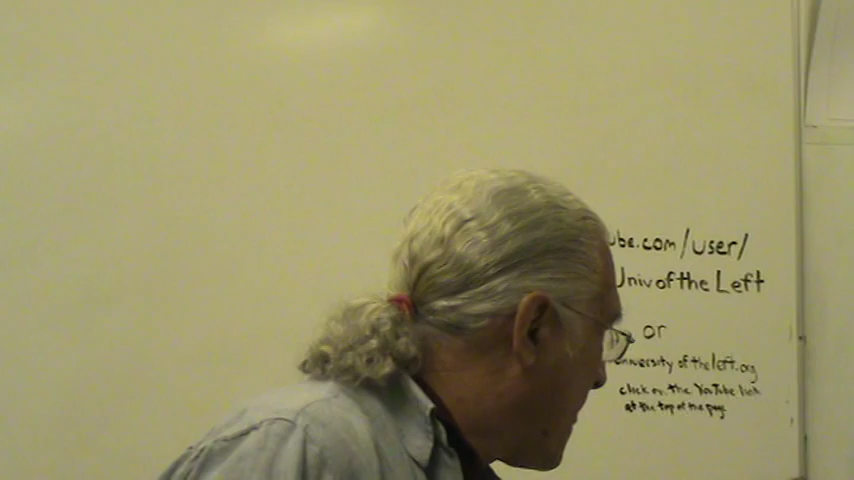 ube.com/user/
Univ of the Left
or
university of the left.org
click on the YouTube link
at the top of the page